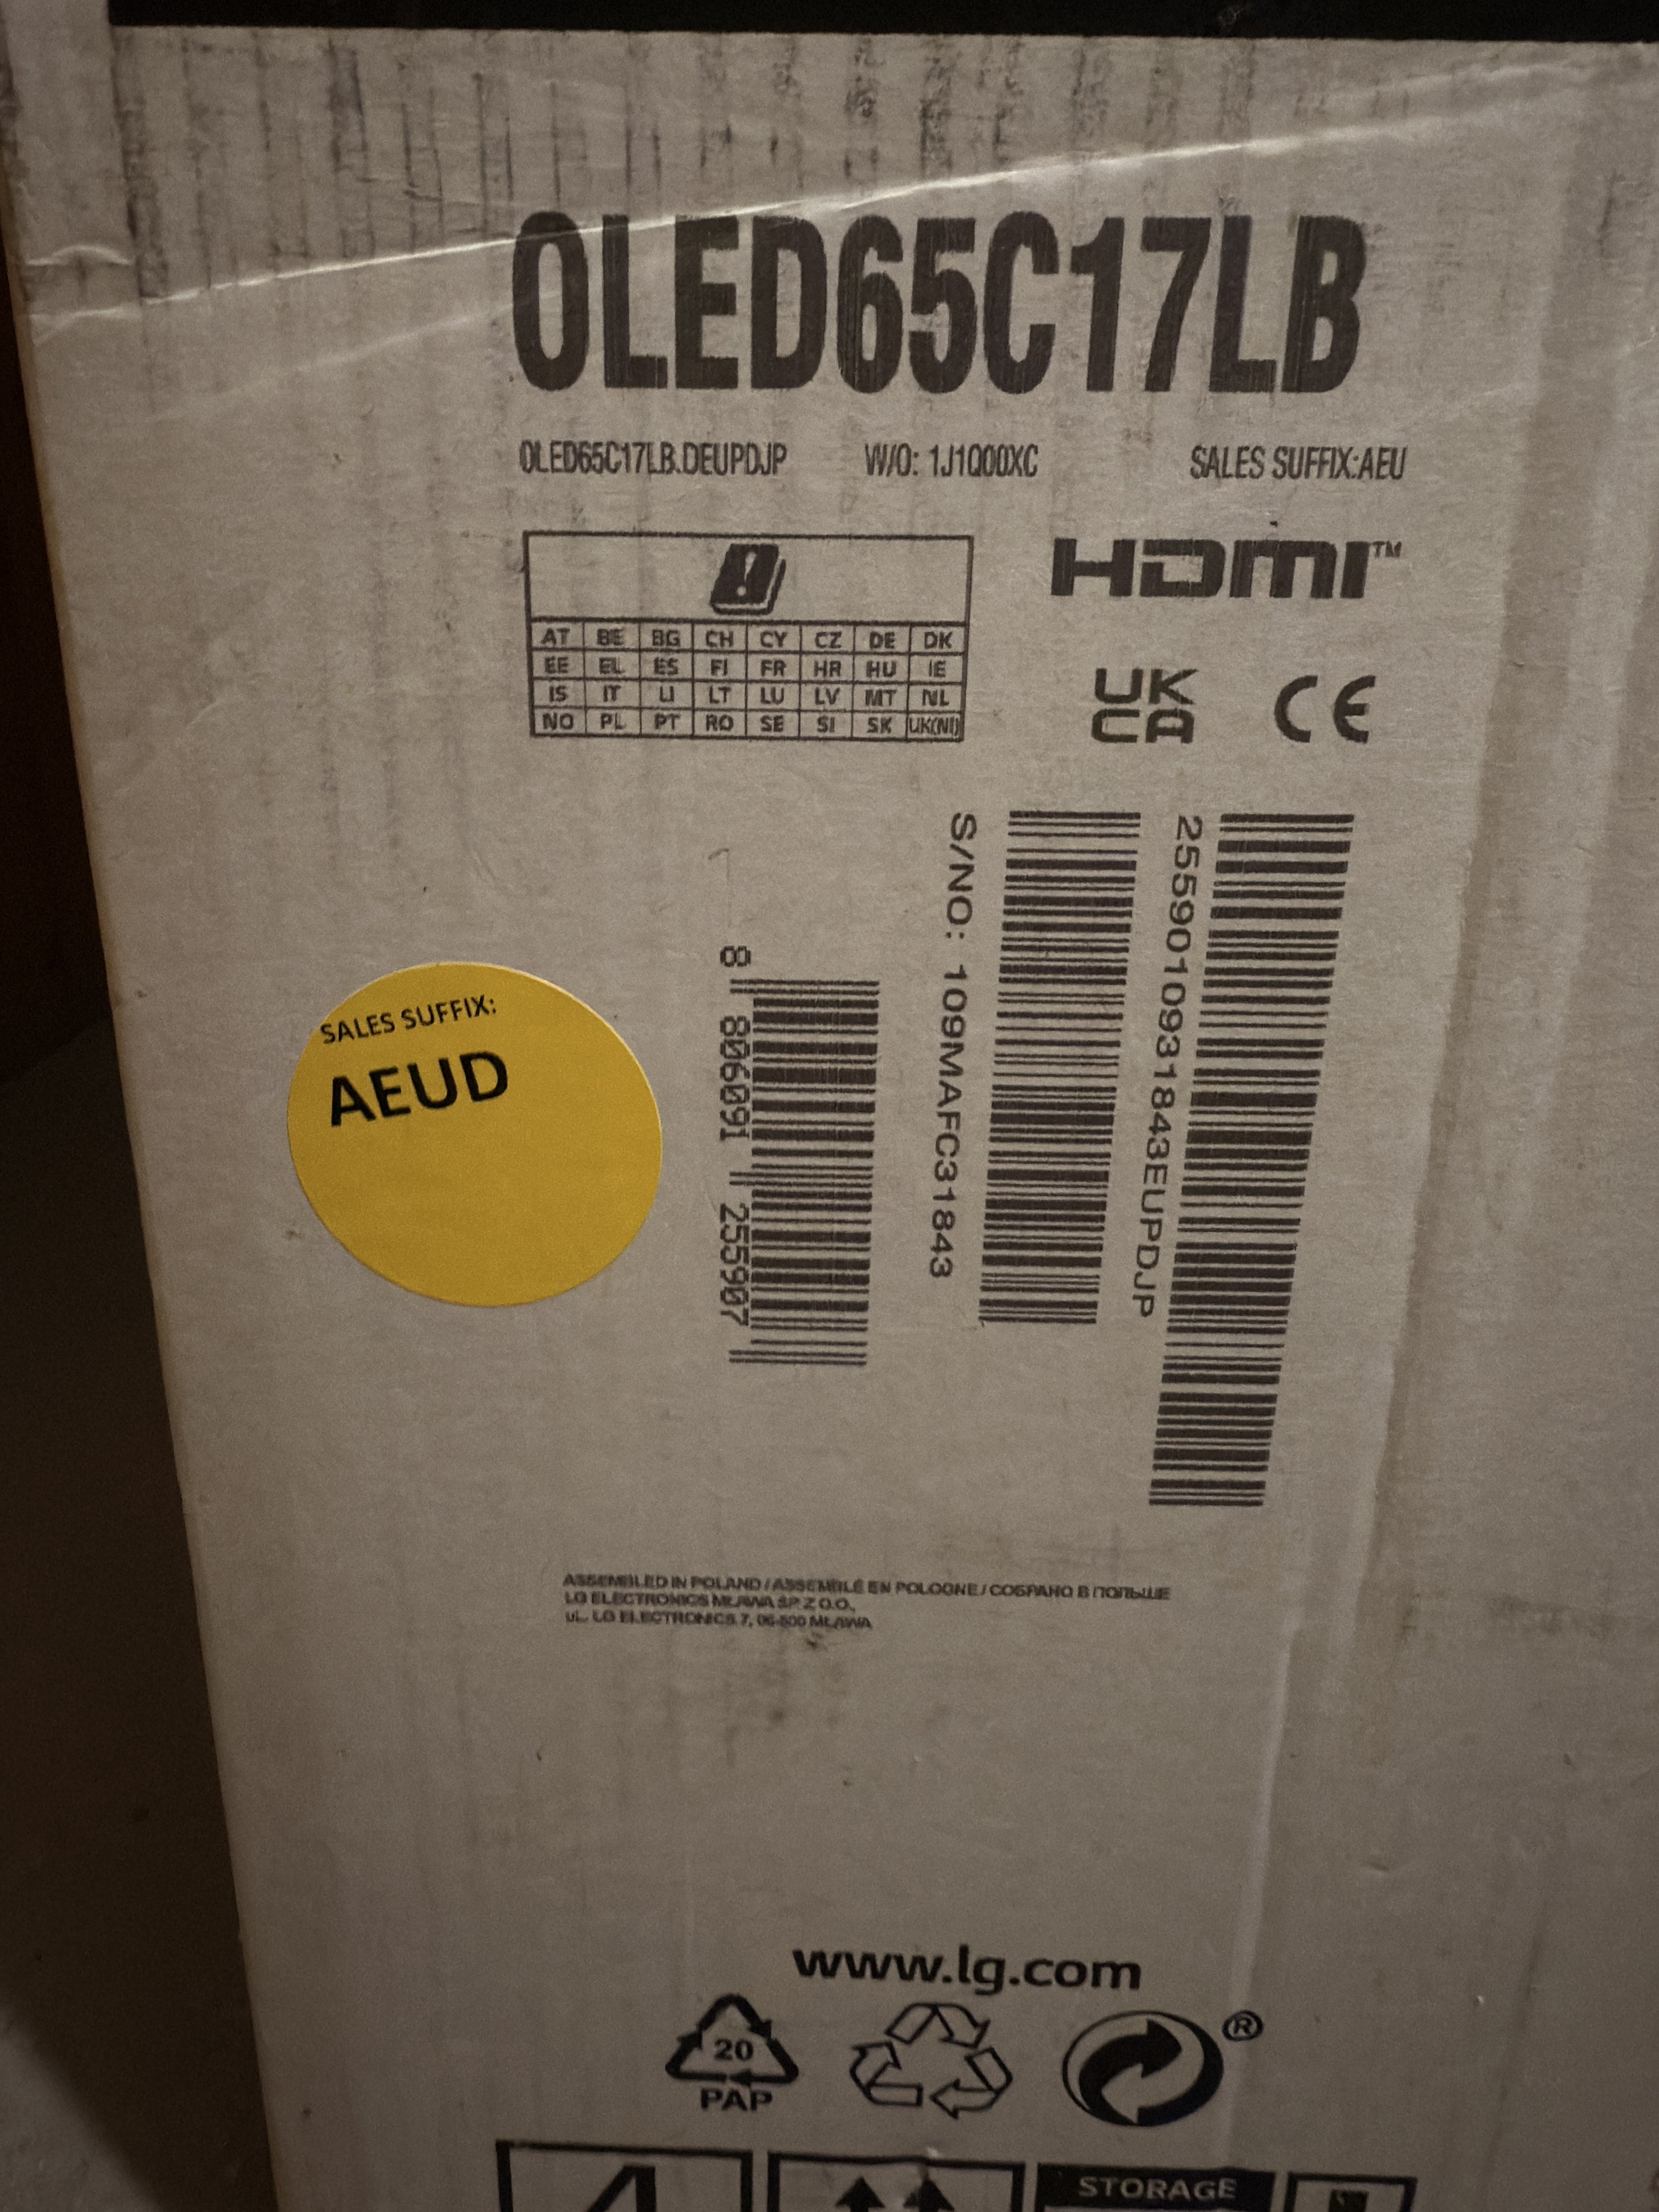 OLED65C17LB
OLED65C17LB.DEUPDJP W/O: 1J1Q00XC SALES SUFFIX:AEU
HDMI™
AT BE BG CH CY CZ DE DK
EE EL ES FI FR HR HU IE
IS IT LI LT LU LV MT NL
NO PL PT RO SE SI SK UK(NI)
UK
CA CE
2559010931843EUPDJP
S/NO: 109MAFC31843
8 806091 255907
SALES SUFFIX:
AEUD
ASSEMBLED IN POLAND / ASSEMBLÉ EN POLOGNE / СОБРАНО В ПОЛЬШЕ
LG ELECTRONICS MŁAWA SP. Z O.O.,
UL. LG ELECTRONICS 7, 06-500 MŁAWA
www.lg.com
20
PAP
®
4
STORAGE